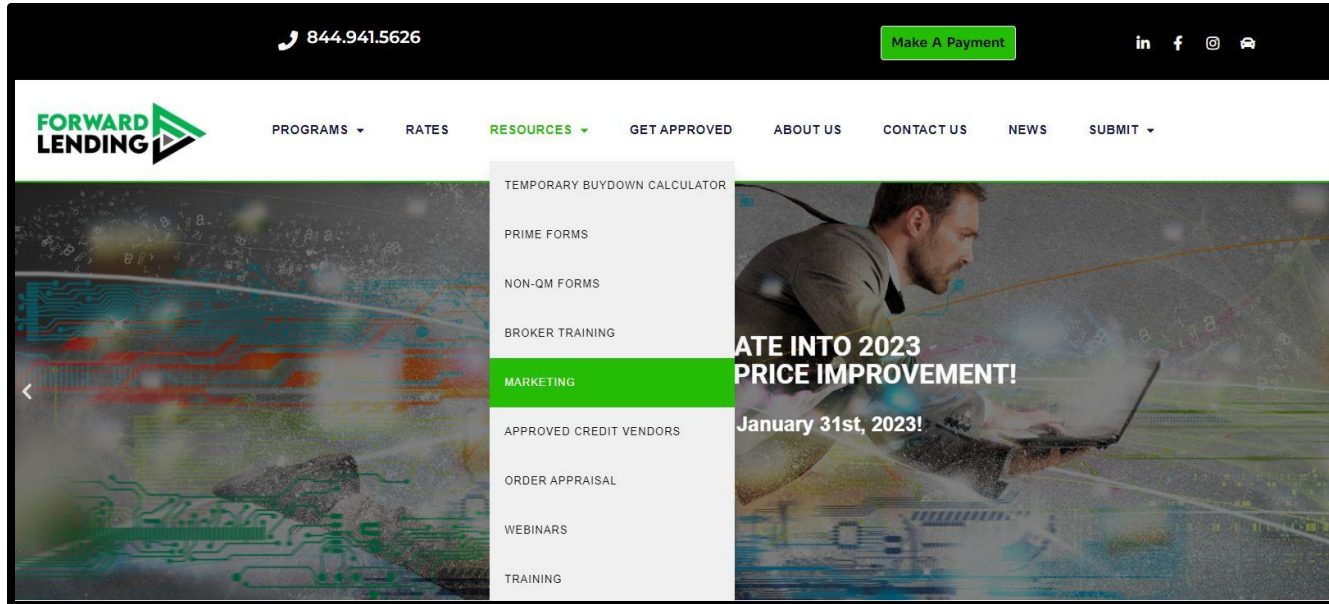 844.941.5626
Make A Payment
in f
FORWARD
LENDING
PROGRAMS RATES RESOURCES GET APPROVED ABOUT US CONTACT US NEWS SUBMIT
TEMPORARY BUYDOWN CALCULATOR
PRIME FORMS
NON-QM FORMS
BROKER TRAINING
MARKETING
APPROVED CREDIT VENDORS
ORDER APPRAISAL
WEBINARS
TRAINING
ATE INTO 2023
PRICE IMPROVEMENT!
January 31st, 2023!